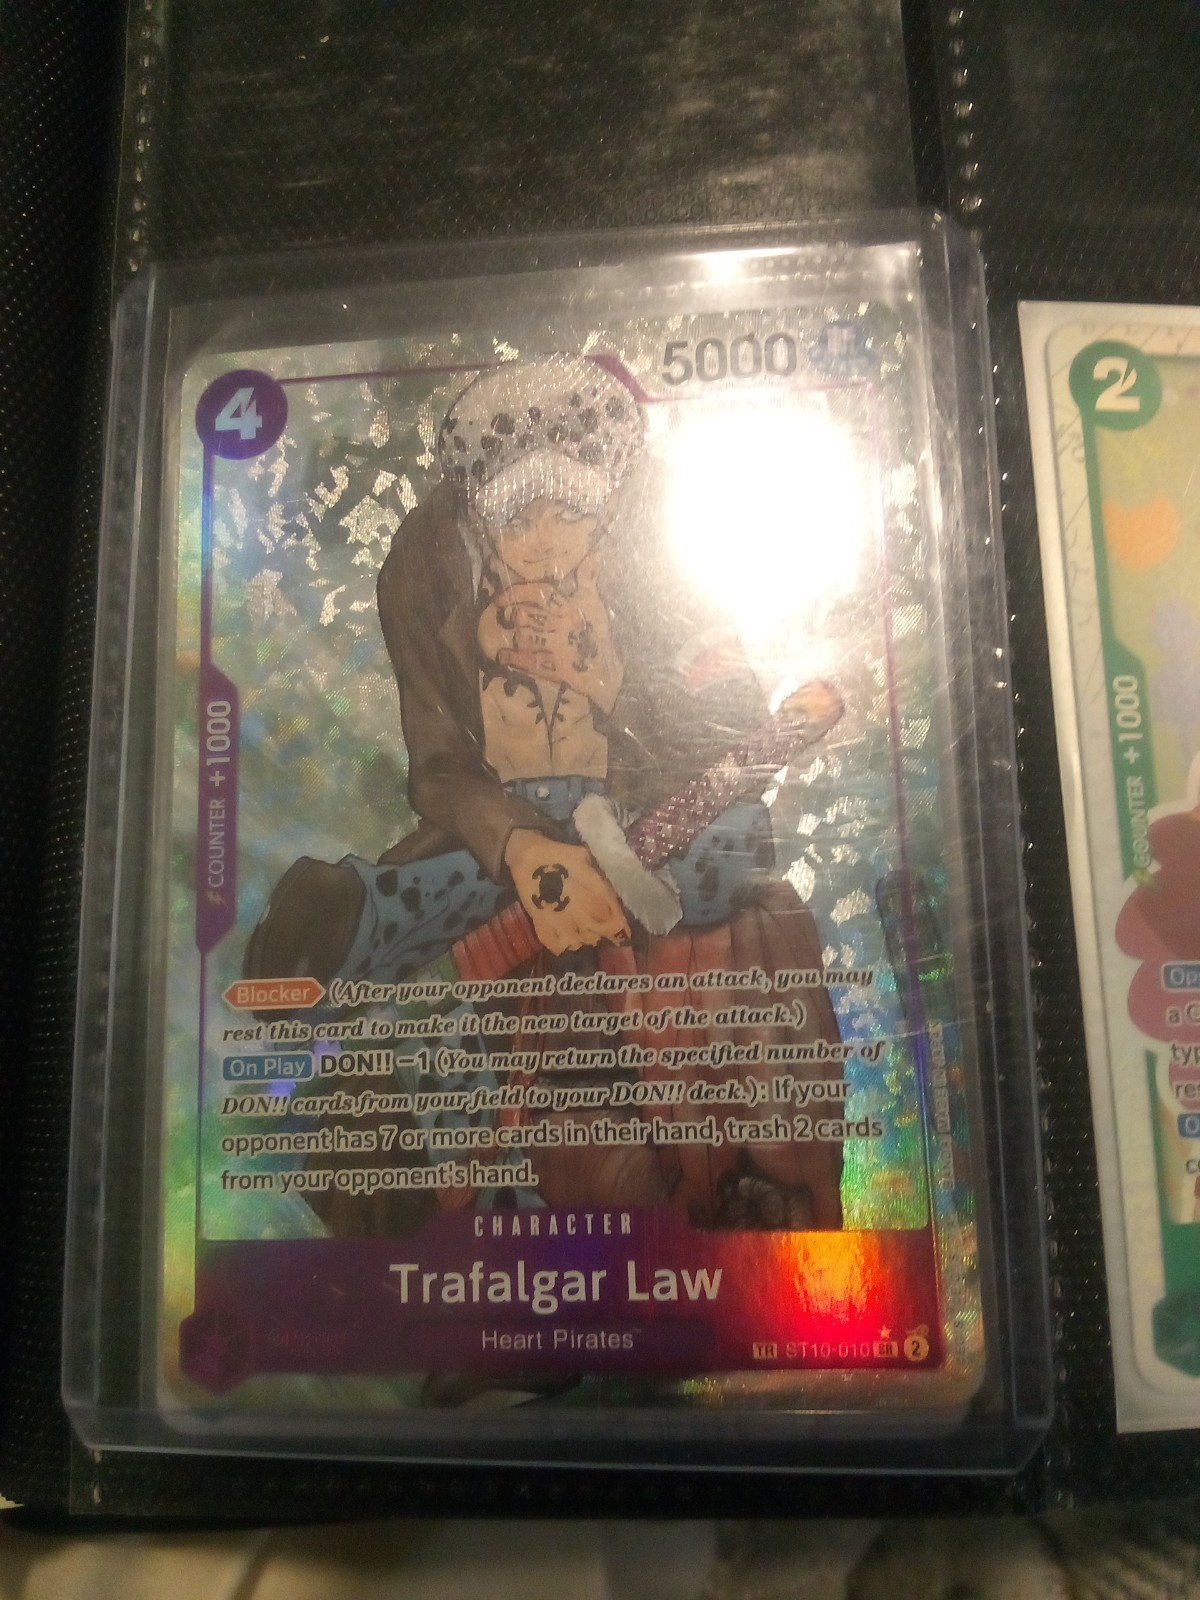 4
5000
2
COUNTER +1000
COUNTER +1000
DEATH
Blocker (After your opponent declares an attack, you may
rest this card to make it the new target of the attack.)
On Play DON!! −1 (You may return the specified number of
DON!! cards from your field to your DON!! deck.): If your
opponent has 7 or more cards in their hand, trash 2 cards
from your opponent's hand.
CHARACTER
Trafalgar Law
Heart Pirates
TR ST10-010 SR 2
a